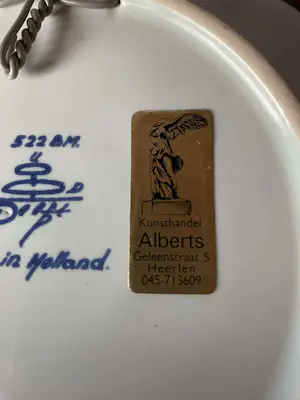 522 BM.
D
Delft
in Holland.
Kunsthandel
Alberts
Geleenstraat 5
Heerlen
045-713609